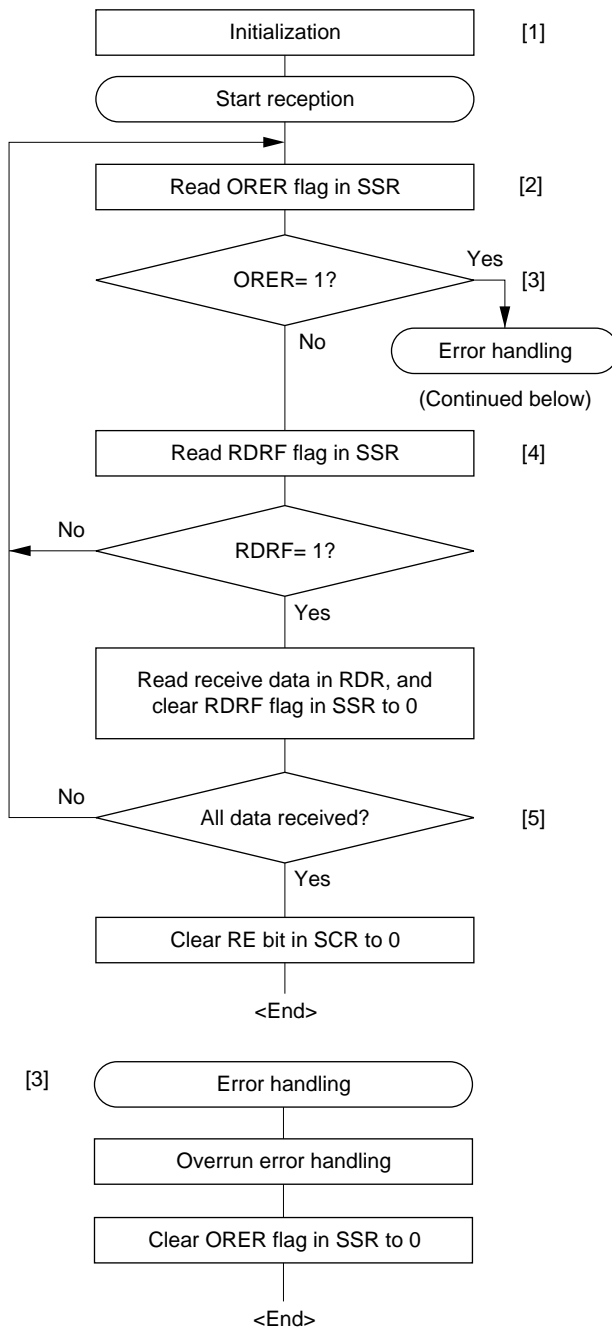 Initialization [1]
Start reception
Read ORER flag in SSR [2]
Yes
ORER= 1? [3]
No
Error handling
(Continued below)
Read RDRF flag in SSR [4]
No
RDRF= 1?
Yes
Read receive data in RDR, and
clear RDRF flag in SSR to 0
No
All data received? [5]
Yes
Clear RE bit in SCR to 0
<End>
[3] Error handling
Overrun error handling
Clear ORER flag in SSR to 0
<End>